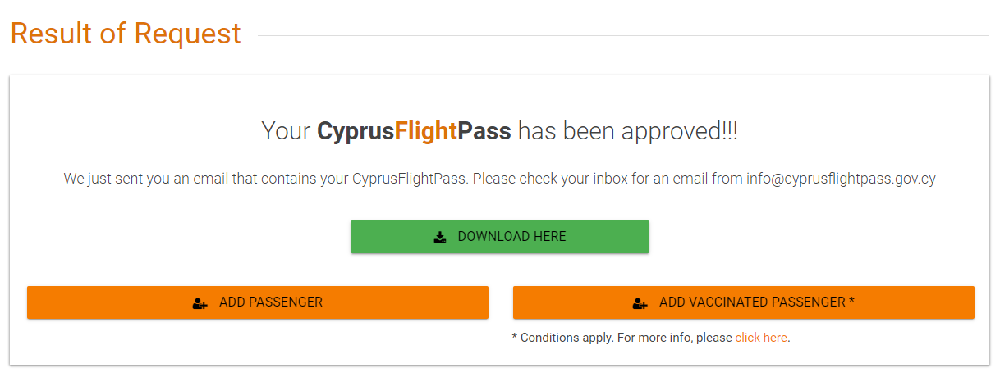 Result of Request
Your CyprusFlightPass has been approved!!!
We just sent you an email that contains your CyprusFlightPass. Please check your inbox for an email from info@cyprusflightpass.gov.cy
DOWNLOAD HERE
ADD PASSENGER
ADD VACCINATED PASSENGER *
* Conditions apply. For more info, please click here.